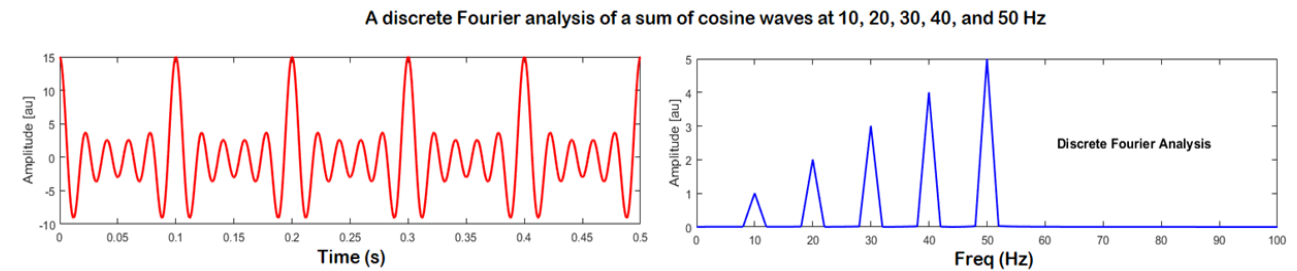 A discrete Fourier analysis of a sum of cosine waves at 10, 20, 30, 40, and 50 Hz
Amplitude [au]
15
10
5
0
-5
-10
0 0.05 0.1 0.15 0.2 0.25 0.3 0.35 0.4 0.45 0.5
Time (s)
Amplitude [au]
5
4
3
2
1
0
Discrete Fourier Analysis
0 10 20 30 40 50 60 70 80 90 100
Freq (Hz)